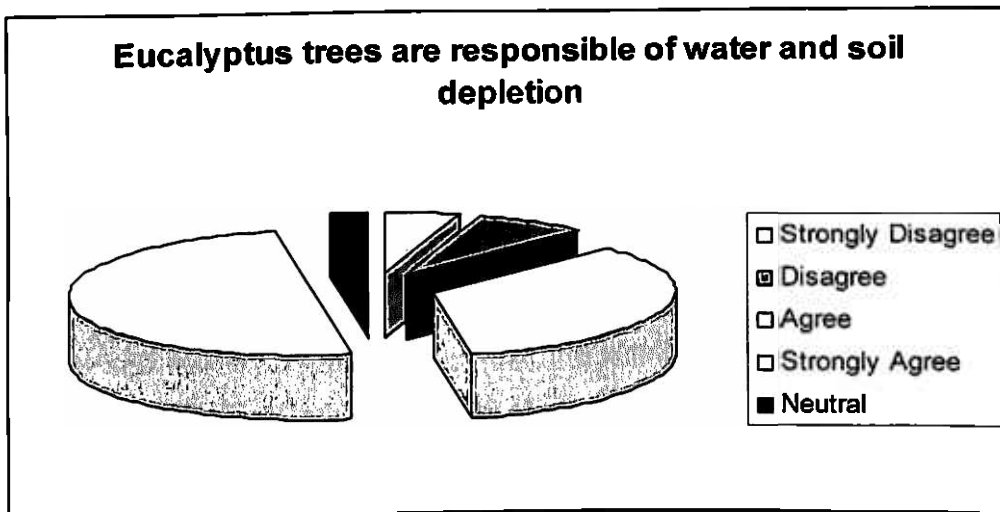 Eucalyptus trees are responsible of water and soil
depletion
Strongly Disagree
Disagree
Agree
Strongly Agree
Neutral